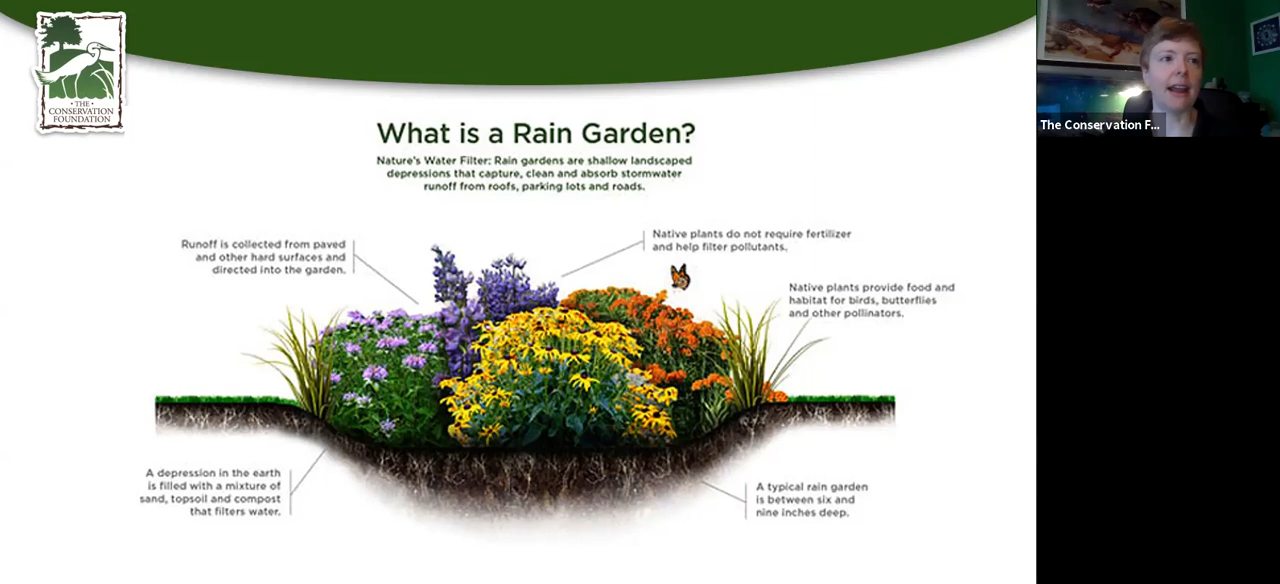 • THE •
CONSERVATION
FOUNDATION
What is a Rain Garden?
Nature's Water Filter: Rain gardens are shallow landscaped
depressions that capture, clean and absorb stormwater
runoff from roofs, parking lots and roads.
Runoff is collected from paved
and other hard surfaces and
directed into the garden.
Native plants do not require fertilizer
and help filter pollutants.
Native plants provide food and
habitat for birds, butterflies
and other pollinators.
A depression in the earth
is filled with a mixture of
sand, topsoil and compost
that filters water.
A typical rain garden
is between six and
nine inches deep.
The Conservation F...